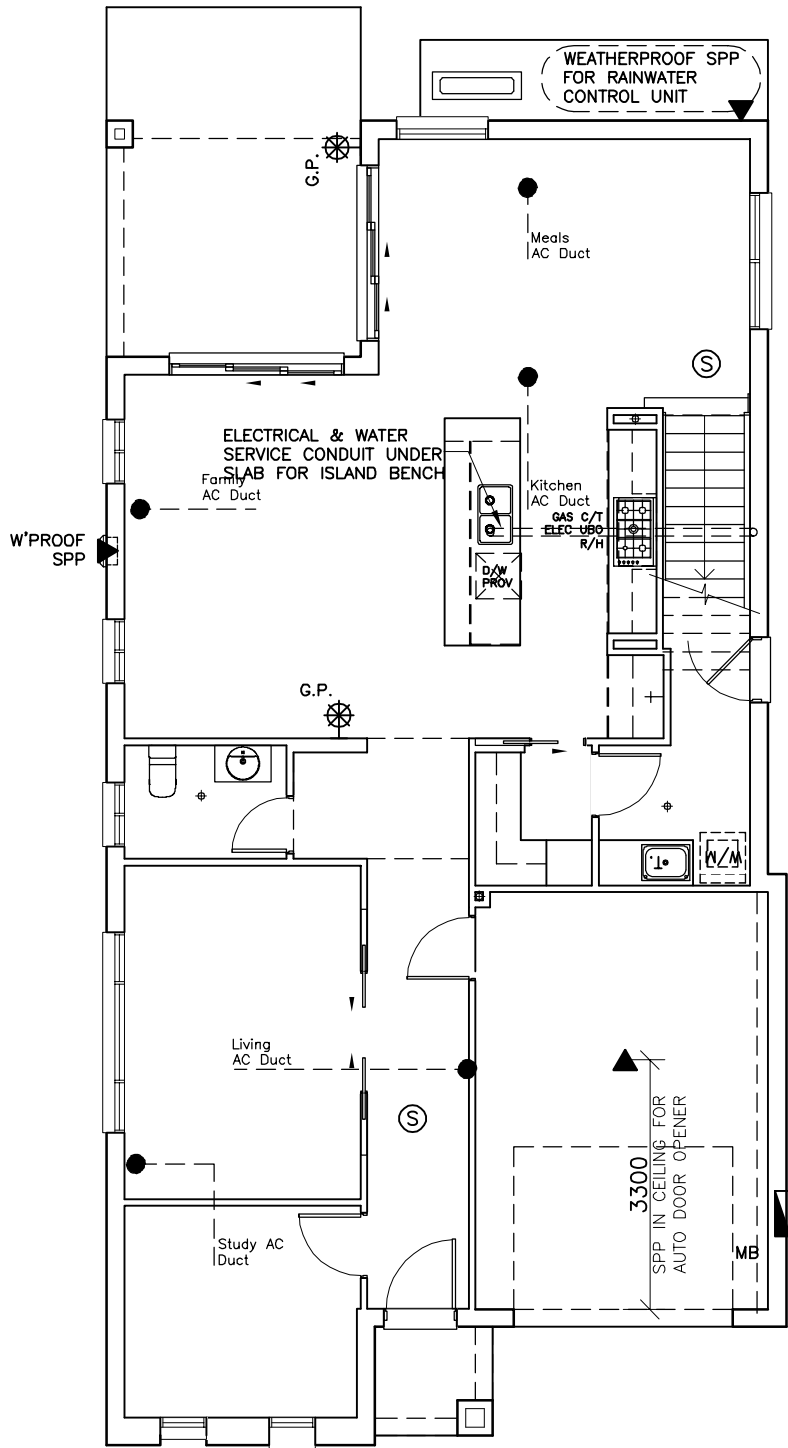 WEATHERPROOF SPP
FOR RAINWATER
CONTROL UNIT
G.P.
Meals
AC Duct
S
ELECTRICAL & WATER
SERVICE CONDUIT UNDER
SLAB FOR ISLAND BENCH
Family
AC Duct
Kitchen
AC Duct
GAS C/T
ELEC UBO
R/H
W'PROOF
SPP
D/W
PROV
G.P.
T.
W/M
Living
AC Duct
S
3300
SPP IN CEILING FOR
AUTO DOOR OPENER
Study AC
Duct
MB